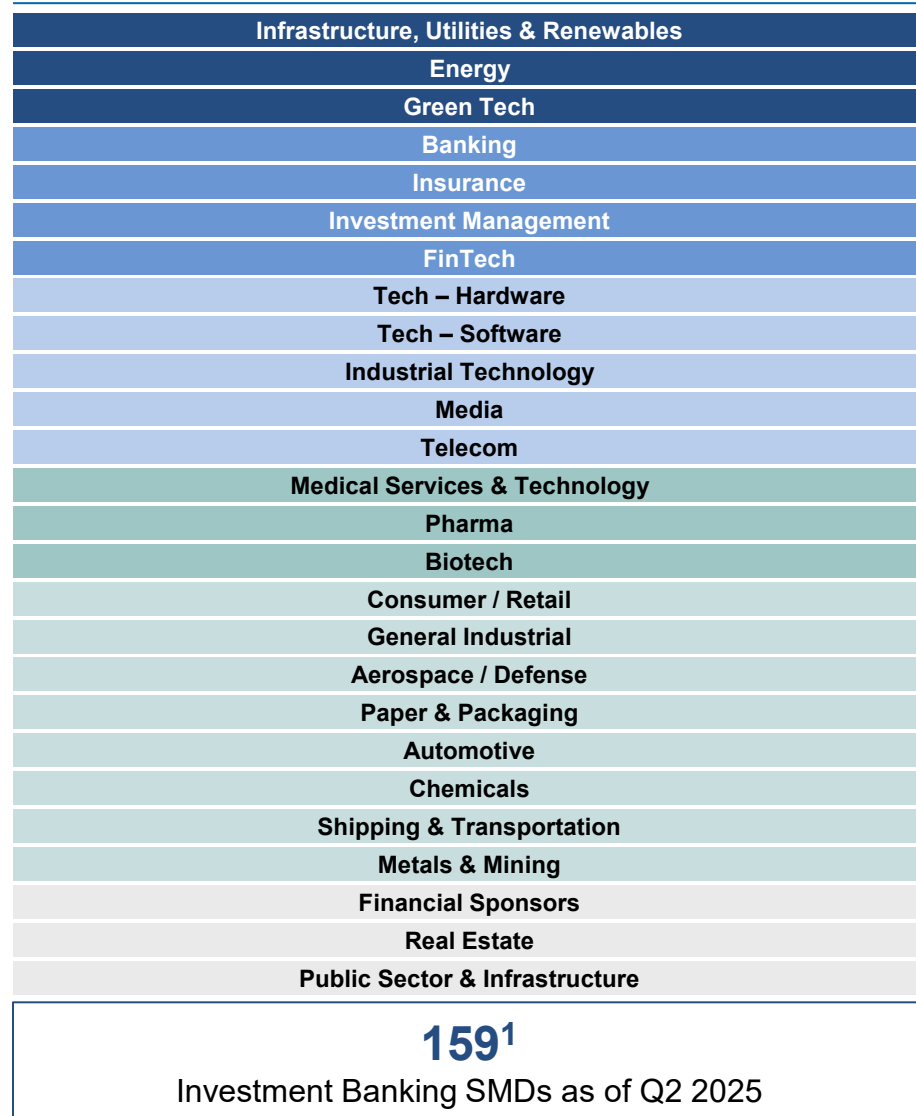 Infrastructure, Utilities & Renewables
Energy
Green Tech
Banking
Insurance
Investment Management
FinTech
Tech – Hardware
Tech – Software
Industrial Technology
Media
Telecom
Medical Services & Technology
Pharma
Biotech
Consumer / Retail
General Industrial
Aerospace / Defense
Paper & Packaging
Automotive
Chemicals
Shipping & Transportation
Metals & Mining
Financial Sponsors
Real Estate
Public Sector & Infrastructure
159¹
Investment Banking SMDs as of Q2 2025